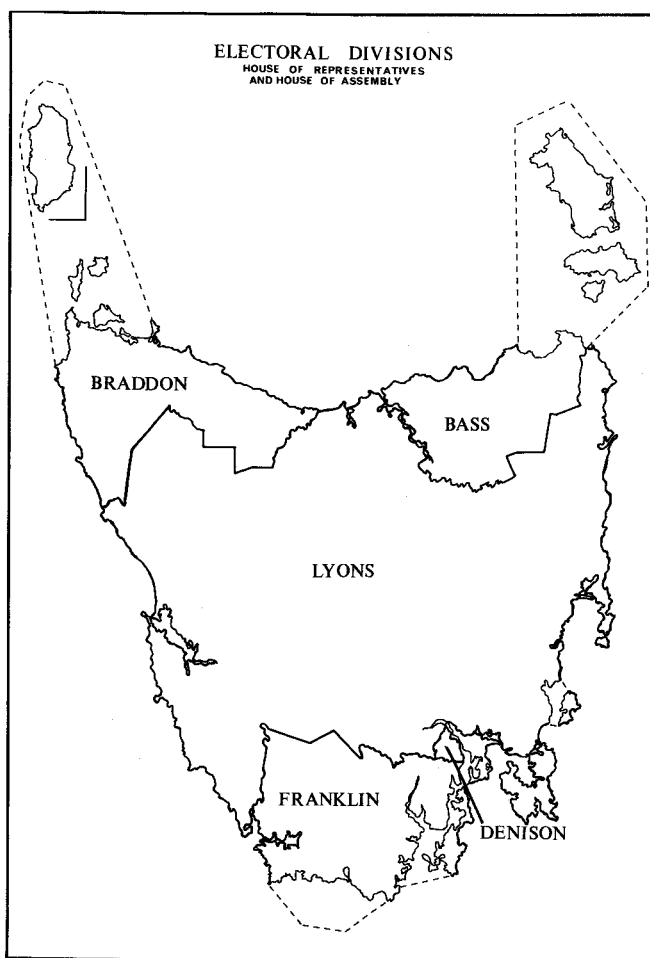 ELECTORAL DIVISIONS
HOUSE OF REPRESENTATIVES
AND HOUSE OF ASSEMBLY
BRADDON
BASS
LYONS
FRANKLIN
DENISON